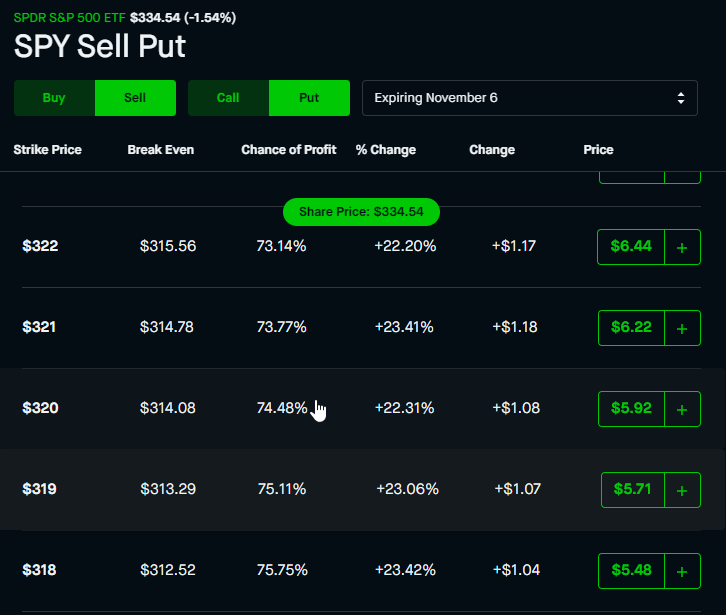 SPDR S&P 500 ETF $334.54 (-1.54%)
SPY Sell Put
Buy Sell Call Put Expiring November 6
Strike Price Break Even Chance of Profit % Change Change Price
Share Price: $334.54
$322 $315.56 73.14% +22.20% +$1.17 $6.44 +
$321 $314.78 73.77% +23.41% +$1.18 $6.22 +
$320 $314.08 74.48% +22.31% +$1.08 $5.92 +
$319 $313.29 75.11% +23.06% +$1.07 $5.71 +
$318 $312.52 75.75% +23.42% +$1.04 $5.48 +